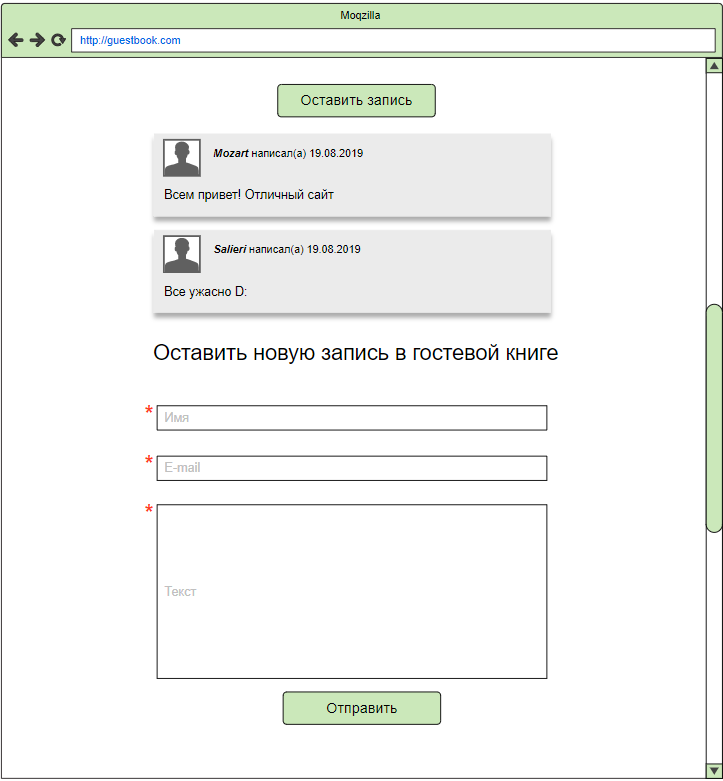 Moqzilla
http://guestbook.com
Оставить запись
Mozart написал(а) 19.08.2019
Всем привет! Отличный сайт
Salieri написал(а) 19.08.2019
Все ужасно D:
Оставить новую запись в гостевой книге
* Имя
* E-mail
*
Текст
Отправить